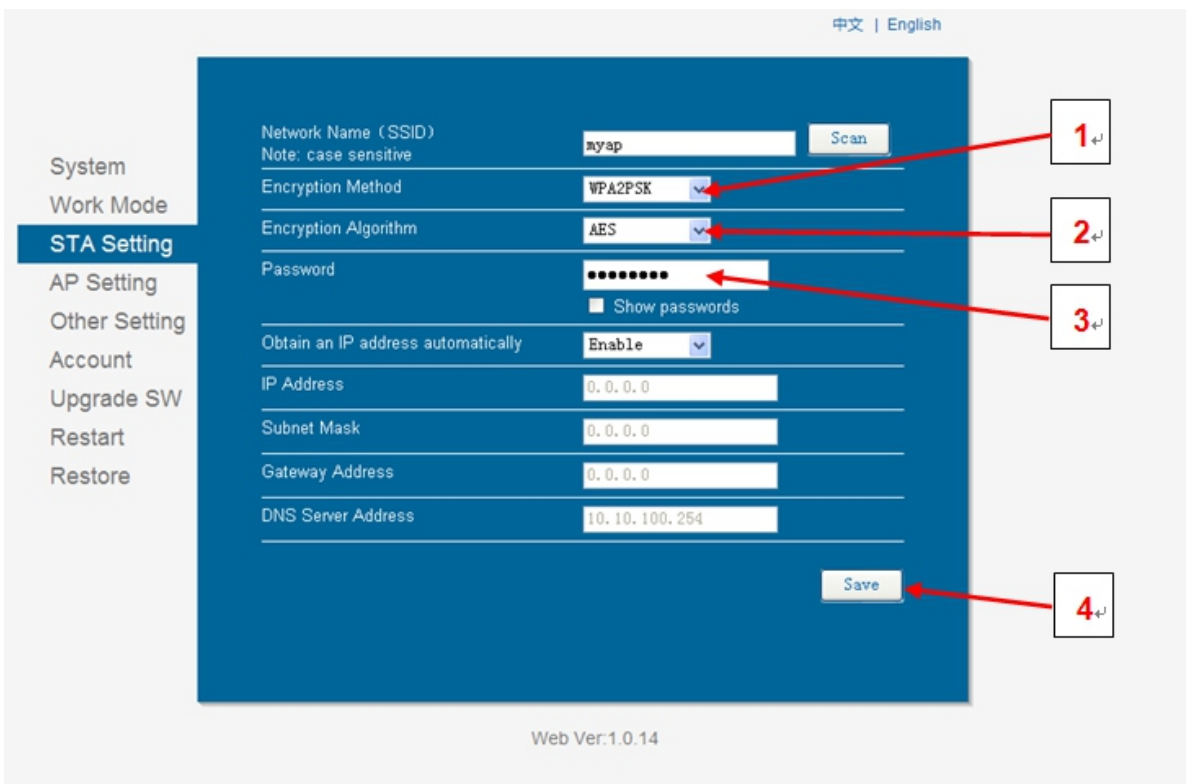 中文 | English
System
Work Mode
STA Setting
AP Setting
Other Setting
Account
Upgrade SW
Restart
Restore
Network Name（SSID）
Note: case sensitive
myap
Scan
Encryption Method
WPA2PSK
Encryption Algorithm
AES
Password
●●●●●●●●
Show passwords
Obtain an IP address automatically
Enable
IP Address
0.0.0.0
Subnet Mask
0.0.0.0
Gateway Address
0.0.0.0
DNS Server Address
10.10.100.254
Save
1↵
2↵
3↵
4↵
Web Ver:1.0.14